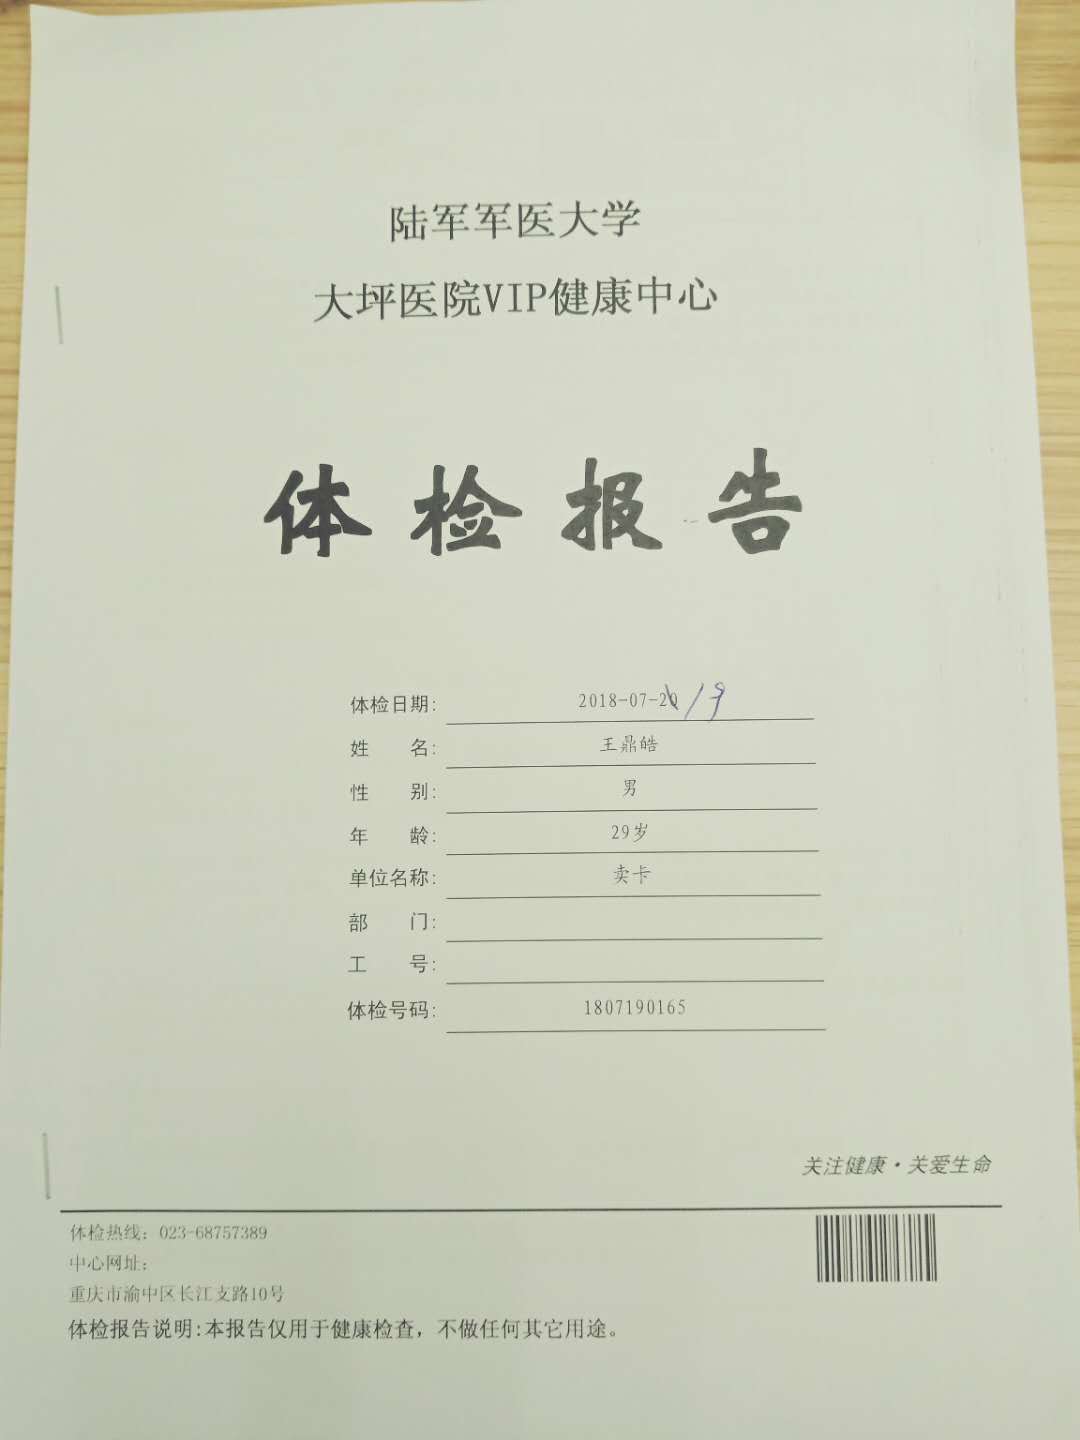 陆军军医大学
大坪医院VIP健康中心
体检报告
体检日期: 2018-07-20 /19
姓 名: 王鼎皓
性 别: 男
年 龄: 29岁
单位名称: 卖卡
部 门:
工 号:
体检号码: 1807190165
关注健康·关爱生命
体检热线: 023-68757389
中心网址:
重庆市渝中区长江支路10号
体检报告说明:本报告仅用于健康检查，不做任何其它用途。